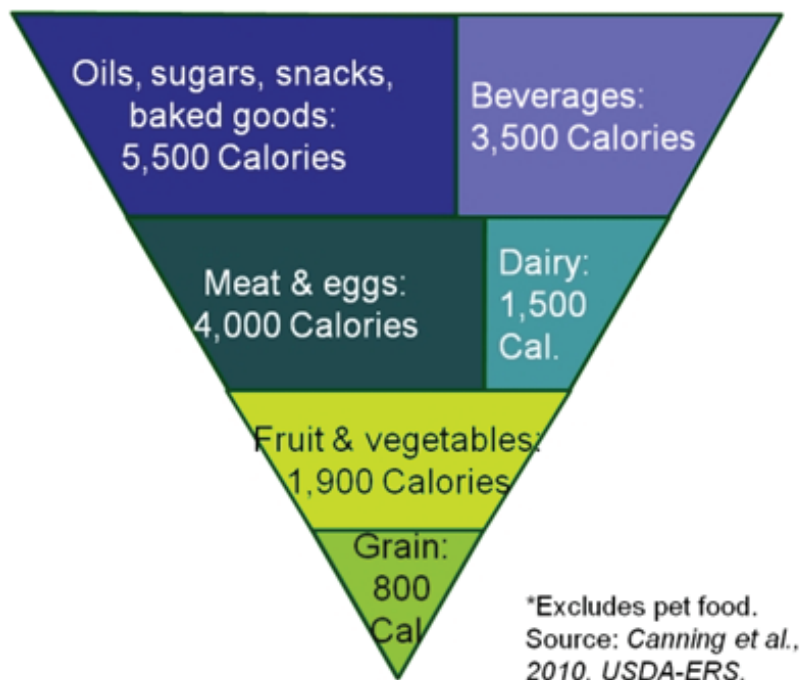 Oils, sugars, snacks,
baked goods:
5,500 Calories
Beverages:
3,500 Calories
Meat & eggs:
4,000 Calories
Dairy:
1,500
Cal.
Fruit & vegetables:
1,900 Calories
Grain:
800
Cal
*Excludes pet food.
Source: Canning et al.,
2010. USDA-ERS.